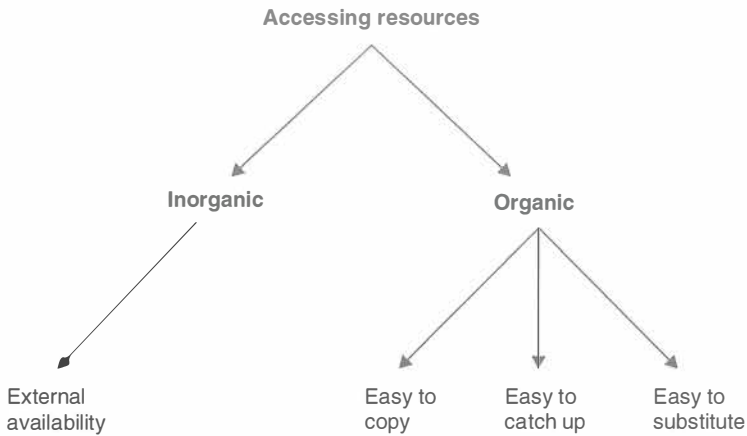 Accessing resources
Inorganic
Organic
External
availability
Easy to
copy
Easy to
catch up
Easy to
substitute